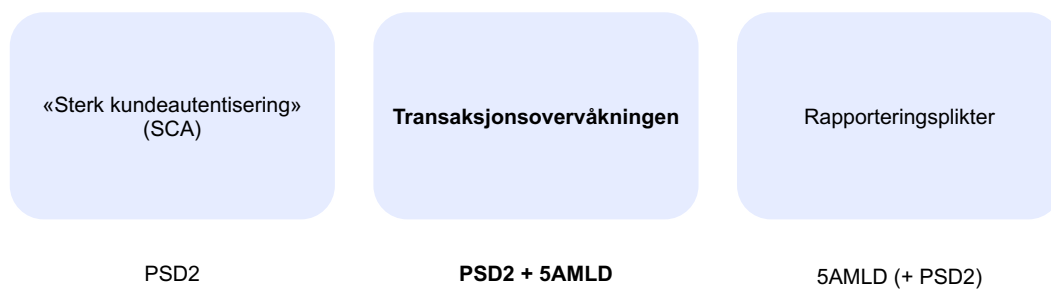 «Sterk kundeautentisering»
(SCA)
Transaksjonsovervåkningen
Rapporteringsplikter
PSD2
PSD2 + 5AMLD
5AMLD (+ PSD2)